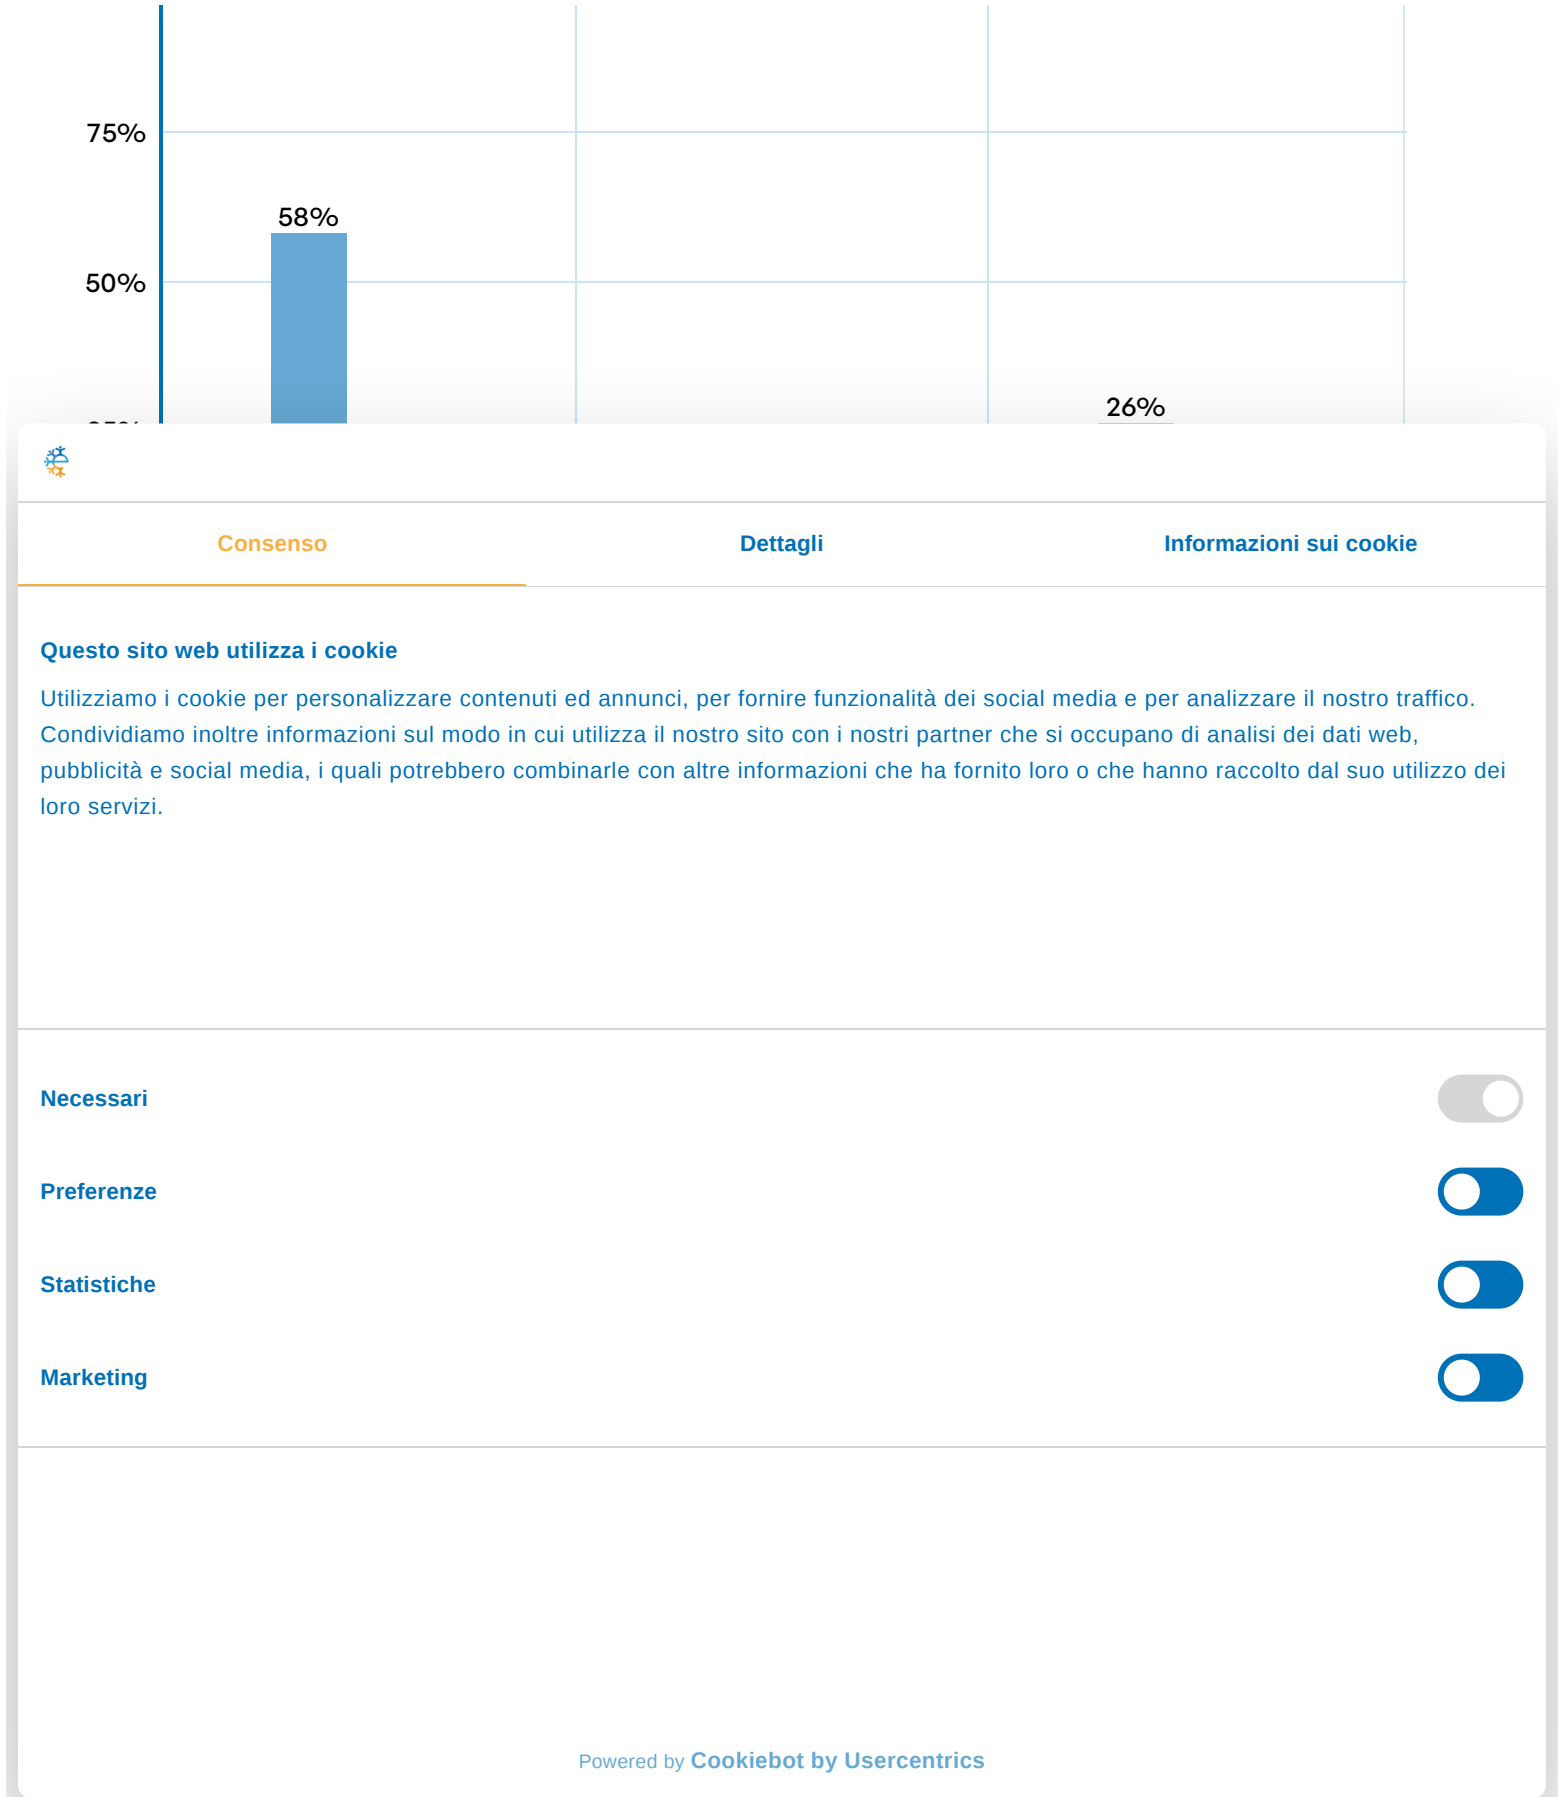 75%
58%
50%
26%
Consenso
Dettagli
Informazioni sui cookie
Questo sito web utilizza i cookie
Utilizziamo i cookie per personalizzare contenuti ed annunci, per fornire funzionalità dei social media e per analizzare il nostro traffico.
Condividiamo inoltre informazioni sul modo in cui utilizza il nostro sito con i nostri partner che si occupano di analisi dei dati web,
pubblicità e social media, i quali potrebbero combinarle con altre informazioni che ha fornito loro o che hanno raccolto dal suo utilizzo dei
loro servizi.
Necessari
Preferenze
Statistiche
Marketing
Powered by Cookiebot by Usercentrics